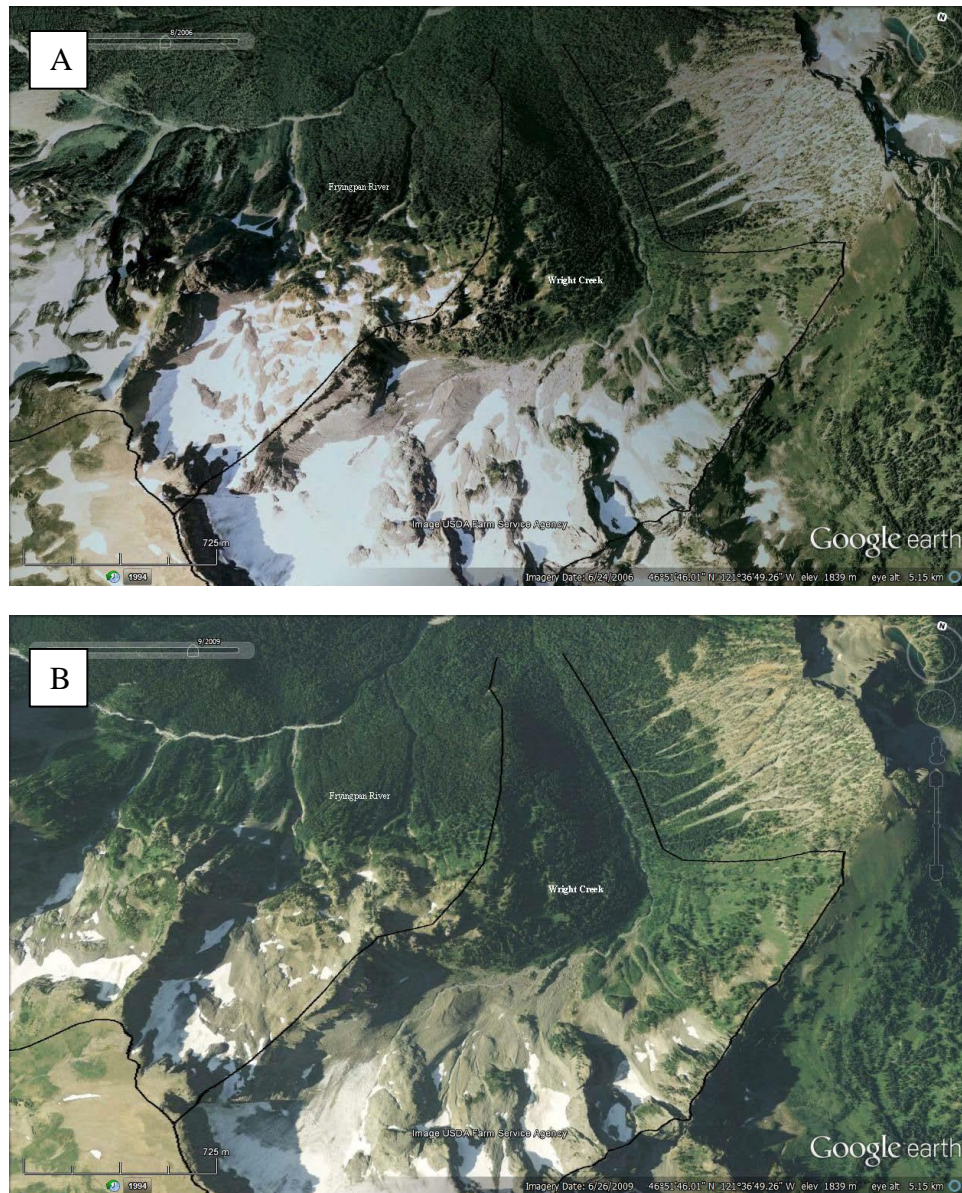 A
8/2006
N
Fryingpan River
Wright Creek
Image USDA Farm Service Agency
725 m
Google earth
1994
Imagery Date: 6/24/2006 46°51'46.01" N 121°36'49.26" W elev 1839 m eye alt 5.15 km
B
9/2009
N
Fryingpan River
Wright Creek
Image USDA Farm Service Agency
725 m
Google earth
1994
Imagery Date: 6/26/2009 46°51'46.01" N 121°36'49.26" W elev 1839 m eye alt 5.15 km